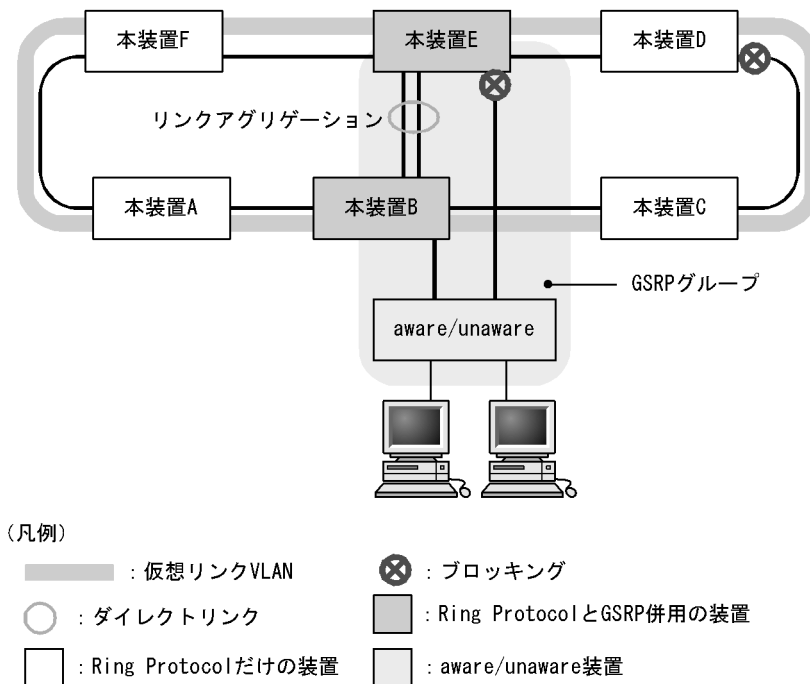 本装置F
本装置E
本装置D
リンクアグリゲーション
本装置A
本装置B
本装置C
GSRPグループ
aware/unaware
(凡例)
：仮想リンクVLAN
：ブロッキング
：ダイレクトリンク
：Ring ProtocolとGSRP併用の装置
：Ring Protocolだけの装置
：aware/unaware装置